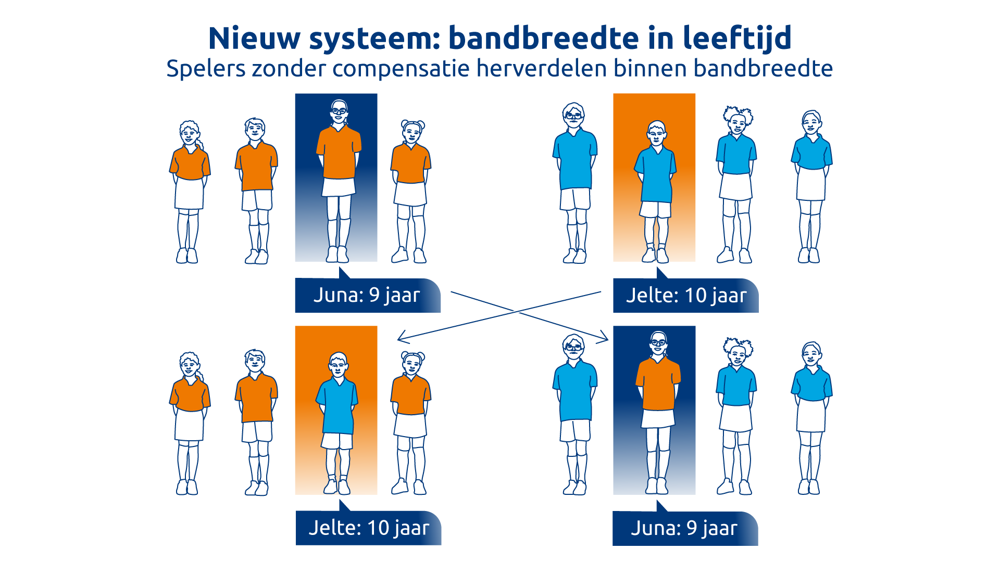 Nieuw systeem: bandbreedte in leeftijd
Spelers zonder compensatie herverdelen binnen bandbreedte
Juna: 9 jaar
Jelte: 10 jaar
Jelte: 10 jaar
Juna: 9 jaar